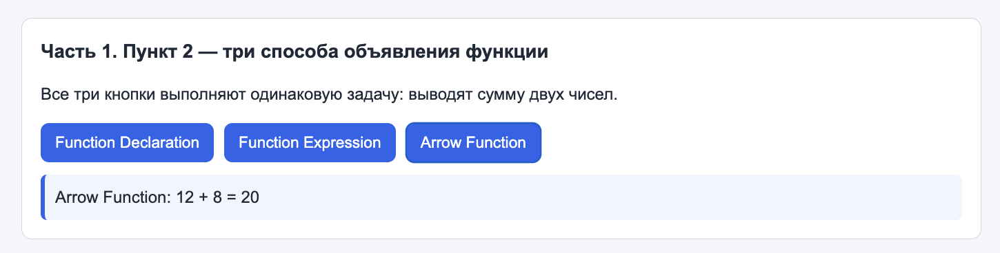 Часть 1. Пункт 2 — три способа объявления функции
Все три кнопки выполняют одинаковую задачу: выводят сумму двух чисел.
Function Declaration
Function Expression
Arrow Function
Arrow Function: 12 + 8 = 20